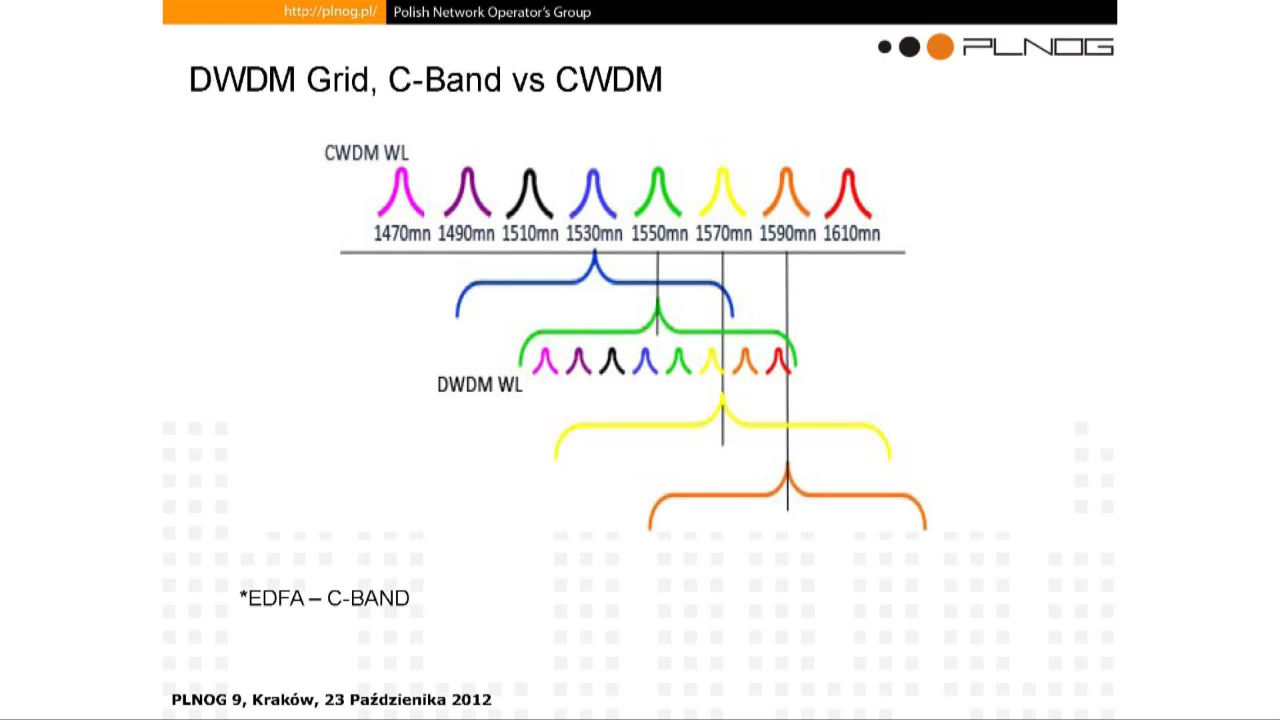 http://plnog.pl/ Polish Network Operator's Group
PLNOG
DWDM Grid, C-Band vs CWDM
CWDM WL
1470mn 1490mn 1510mn 1530mn 1550mn 1570mn 1590mn 1610mn
DWDM WL
*EDFA – C-BAND
PLNOG 9, Kraków, 23 Paździenika 2012